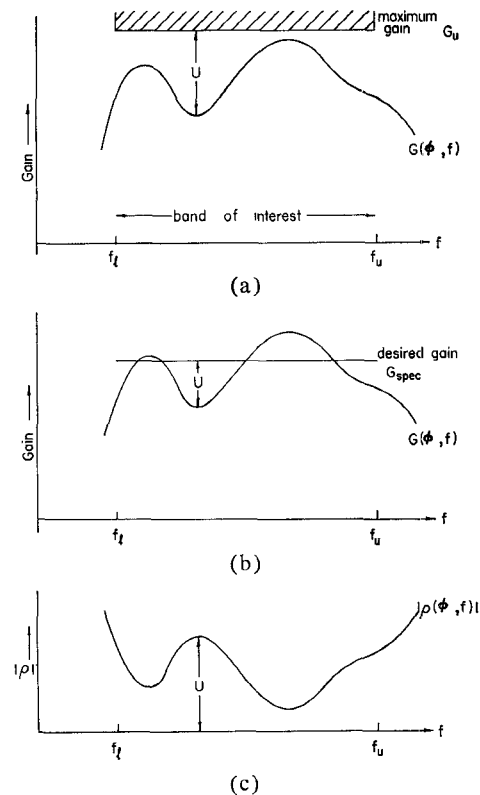 maximum
gain G_u
U
G(ϕ,f)
Gain
band of interest
f
f_ℓ f_u
(a)
desired gain
G_spec
U
G(ϕ,f)
Gain
f
f_ℓ f_u
(b)
|ρ(ϕ,f)|
|ρ|
U
f
f_ℓ f_u
(c)